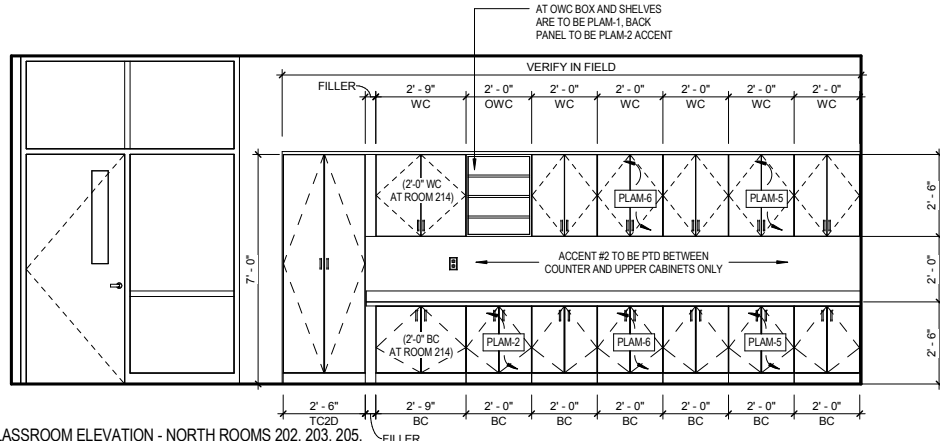 AT OWC BOX AND SHELVES
ARE TO BE PLAM-1, BACK
PANEL TO BE PLAM-2 ACCENT
VERIFY IN FIELD
FILLER
2' - 9" 2' - 0" 2' - 0" 2' - 0" 2' - 0" 2' - 0" 2' - 0"
WC OWC WC WC WC WC WC
(2'-0" WC
AT ROOM 214)
PLAM-6 PLAM-5
2' - 6"
7' - 0"
ACCENT #2 TO BE PTD BETWEEN
COUNTER AND UPPER CABINETS ONLY
2' - 0"
(2'-0" BC
AT ROOM 214)
PLAM-2 PLAM-6 PLAM-5
2' - 6"
2' - 6" 2' - 9" 2' - 0" 2' - 0" 2' - 0" 2' - 0" 2' - 0" 2' - 0"
TC2D BC BC BC BC BC BC BC
LASSROOM ELEVATION - NORTH ROOMS 202, 203, 205,
FILLER